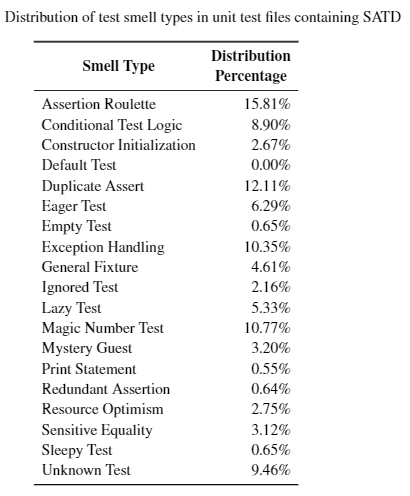 Distribution of test smell types in unit test files containing SATD
Smell Type Distribution Percentage
Assertion Roulette 15.81%
Conditional Test Logic 8.90%
Constructor Initialization 2.67%
Default Test 0.00%
Duplicate Assert 12.11%
Eager Test 6.29%
Empty Test 0.65%
Exception Handling 10.35%
General Fixture 4.61%
Ignored Test 2.16%
Lazy Test 5.33%
Magic Number Test 10.77%
Mystery Guest 3.20%
Print Statement 0.55%
Redundant Assertion 0.64%
Resource Optimism 2.75%
Sensitive Equality 3.12%
Sleepy Test 0.65%
Unknown Test 9.46%